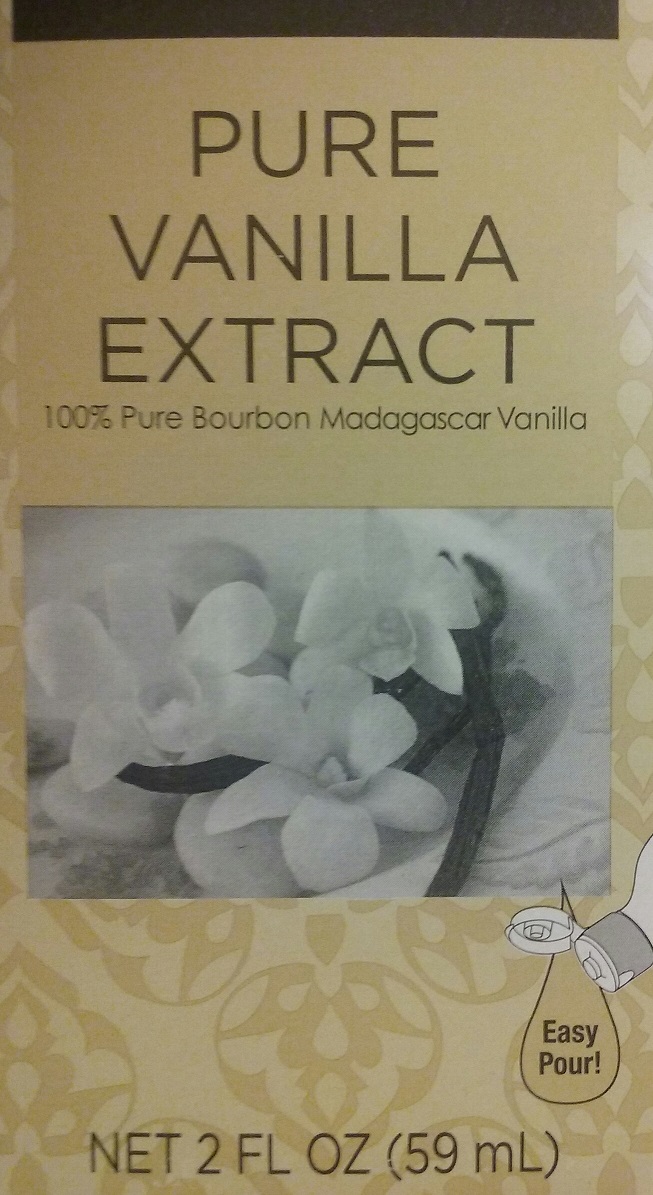 PURE
VANILLA
EXTRACT
100% Pure Bourbon Madagascar Vanilla
Easy
Pour!
NET 2 FL OZ (59 mL)